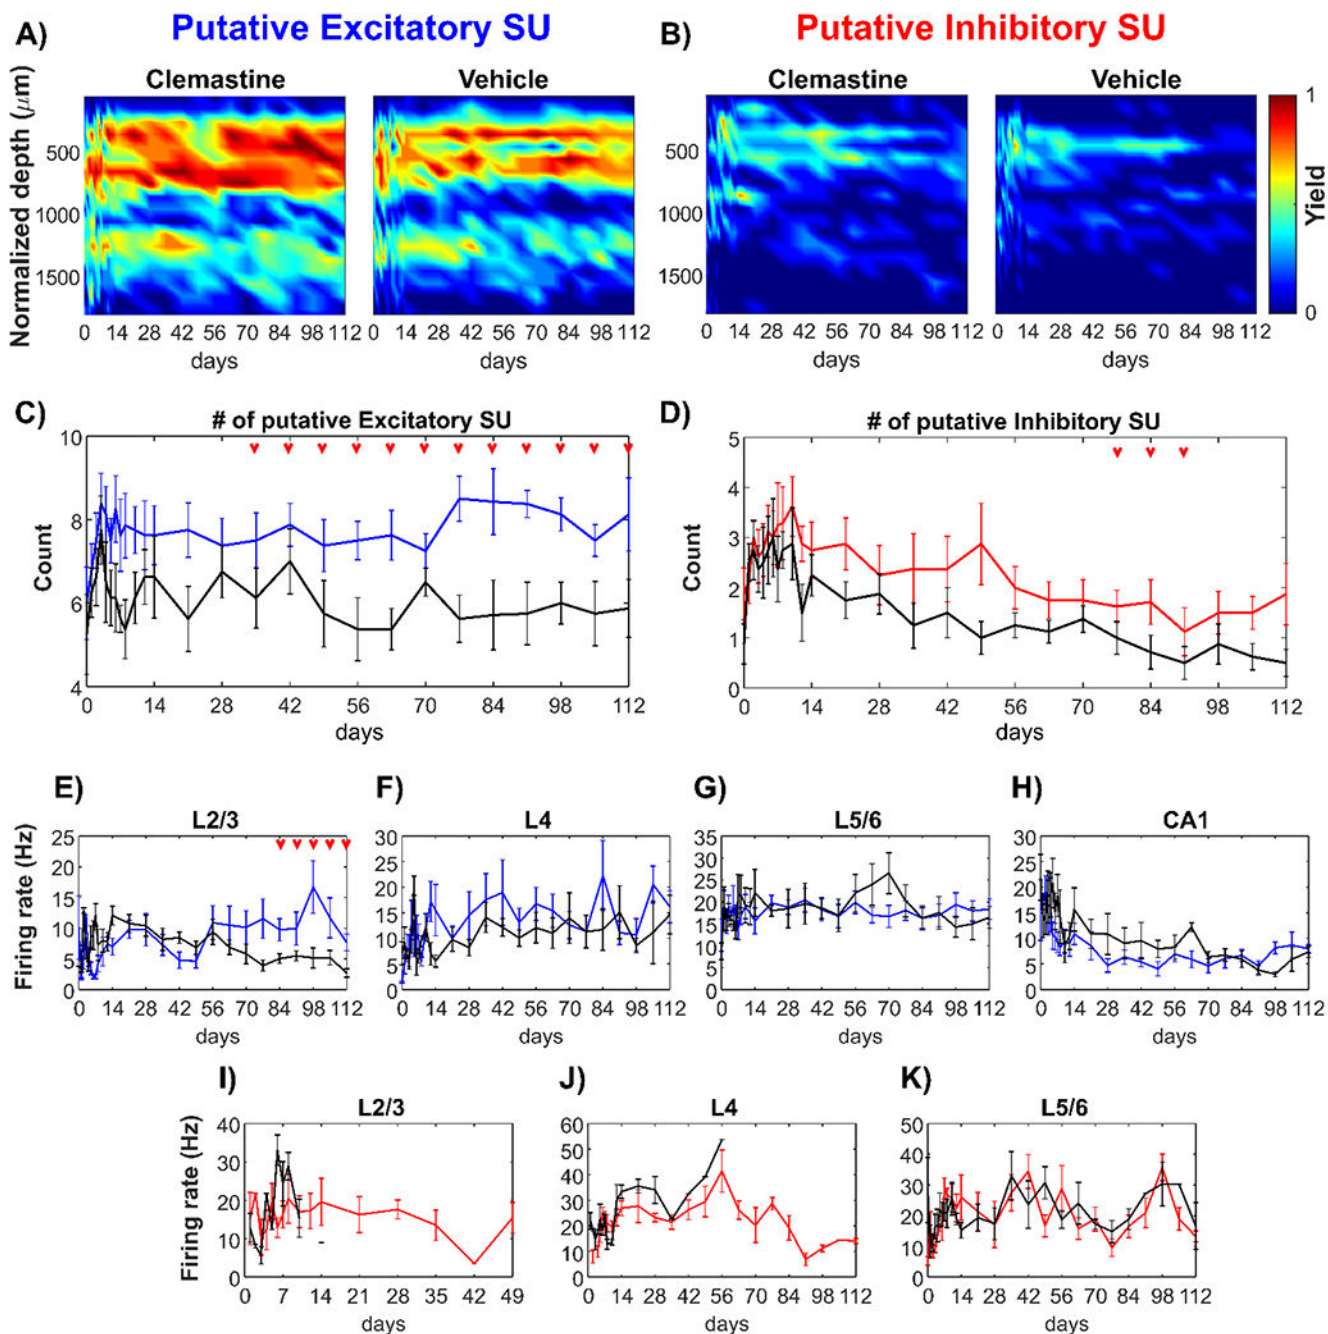 A) Putative Excitatory SU B) Putative Inhibitory SU
Clemastine Vehicle Clemastine Vehicle
Normalized depth (μm)
500
1000
1500
0 14 28 42 56 70 84 98 112
days
0 14 28 42 56 70 84 98 112
days
500
1000
1500
0 14 28 42 56 70 84 98 112
days
0 14 28 42 56 70 84 98 112
days
1
Yield
0
C) # of putative Excitatory SU
Count
10
8
6
4
0 14 28 42 56 70 84 98 112
days
D) # of putative Inhibitory SU
Count
5
4
3
2
1
0
0 14 28 42 56 70 84 98 112
days
E) L2/3
Firing rate (Hz)
25
20
15
10
5
0
0 14 28 42 56 70 84 98 112
days
F) L4
30
25
20
15
10
5
0
0 14 28 42 56 70 84 98 112
days
G) L5/6
35
30
25
20
15
10
5
0
0 14 28 42 56 70 84 98 112
days
H) CA1
30
25
20
15
10
5
0
0 14 28 42 56 70 84 98 112
days
I) L2/3
Firing rate (Hz)
40
30
20
10
0
0 7 14 21 28 35 42 49
days
J) L4
60
50
40
30
20
10
0
0 14 28 42 56 70 84 98 112
days
K) L5/6
50
40
30
20
10
0
0 14 28 42 56 70 84 98 112
days